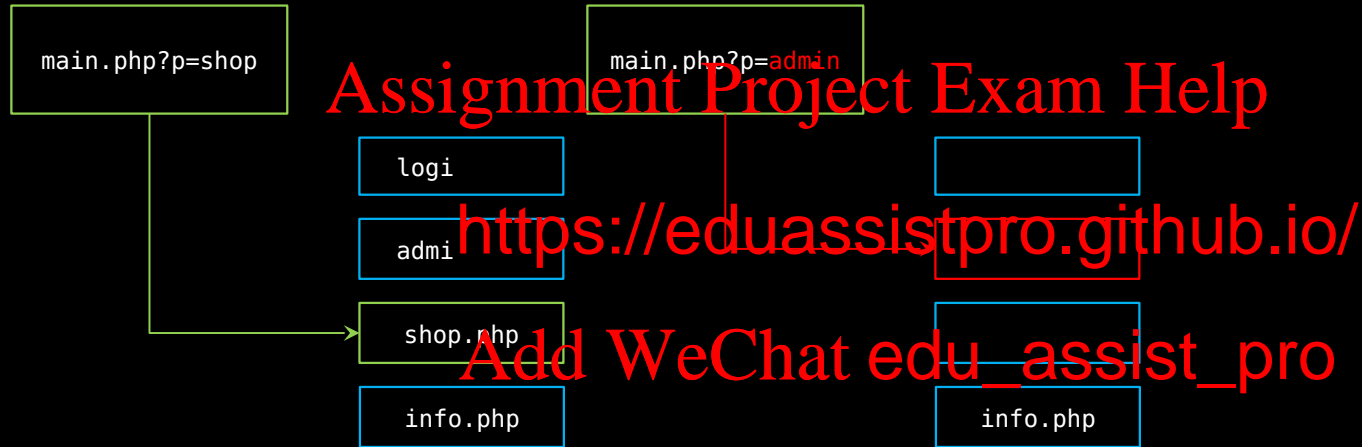 main.php?p=shop
main.php?p=admin
Assignment Project Exam Help
logi
admi
https://eduassistpro.github.io/
shop.php
Add WeChat edu_assist_pro
info.php
info.php